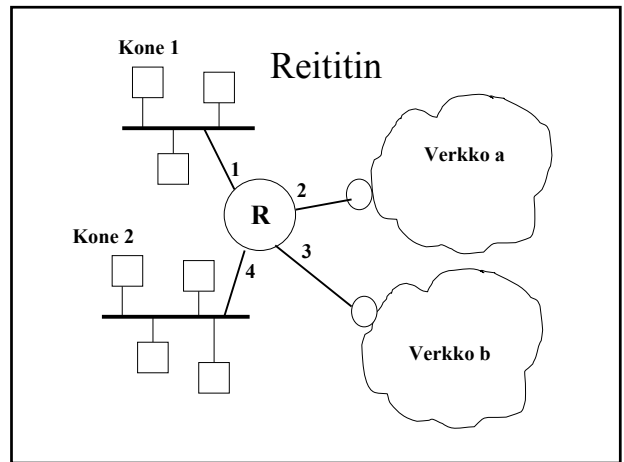 Reititin
Kone 1
Verkko a
1
2
R
Kone 2
3
4
Verkko b